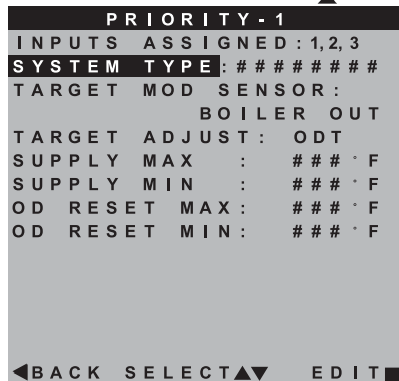 PRIORITY-1
INPUTS ASSIGNED:1,2,3
SYSTEM TYPE:########
TARGET MOD SENSOR:
BOILER OUT
TARGET ADJUST: ODT
SUPPLY MAX : ###°F
SUPPLY MIN : ###°F
OD RESET MAX: ###°F
OD RESET MIN: ###°F
◀BACK SELECT▲▼ EDIT■